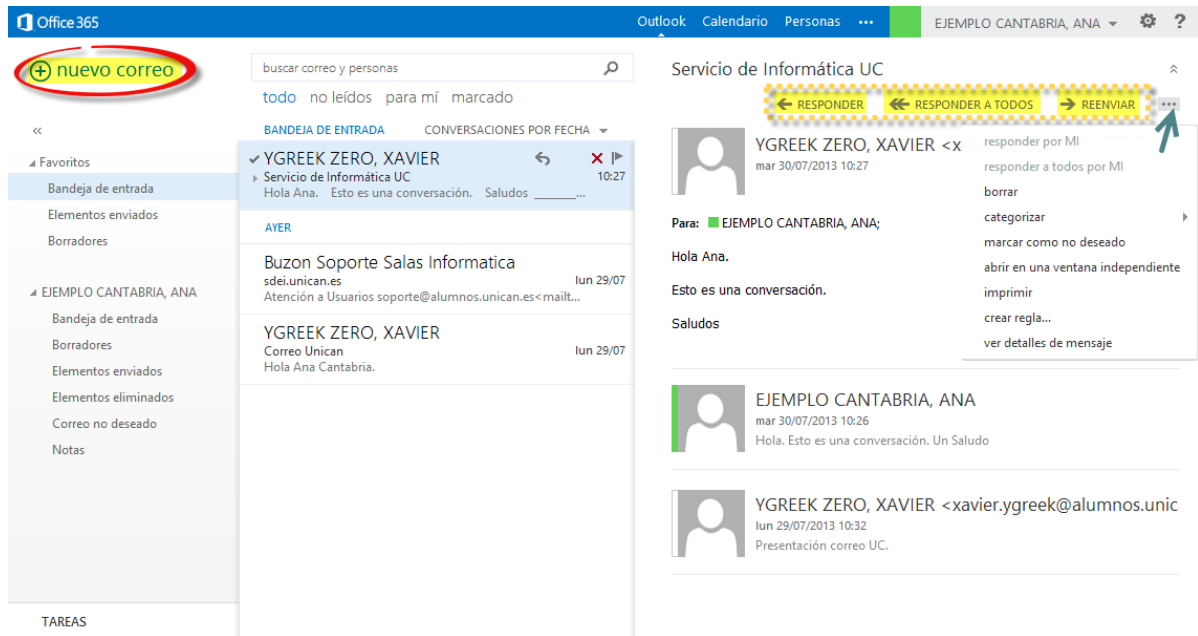 Office 365
Outlook Calendario Personas ••• EJEMPLO CANTABRIA, ANA ?
nuevo correo
«
Favoritos
Bandeja de entrada
Elementos enviados
Borradores
EJEMPLO CANTABRIA, ANA
Bandeja de entrada
Borradores
Elementos enviados
Elementos eliminados
Correo no deseado
Notas
TAREAS
buscar correo y personas
todo no leídos para mí marcado
BANDEJA DE ENTRADA CONVERSACIONES POR FECHA
YGREEK ZERO, XAVIER
Servicio de Informática UC 10:27
Hola Ana. Esto es una conversación. Saludos ______...
AYER
Buzon Soporte Salas Informatica
sdei.unican.es lun 29/07
Atención a Usuarios soporte@alumnos.unican.es<mailt...
YGREEK ZERO, XAVIER
Correo Unican lun 29/07
Hola Ana Cantabria.
Servicio de Informática UC
RESPONDER RESPONDER A TODOS REENVIAR •••
YGREEK ZERO, XAVIER <x
mar 30/07/2013 10:27
responder por MI
responder a todos por MI
borrar
categorizar
marcar como no deseado
abrir en una ventana independiente
imprimir
crear regla...
ver detalles de mensaje
Para: EJEMPLO CANTABRIA, ANA;
Hola Ana.
Esto es una conversación.
Saludos
EJEMPLO CANTABRIA, ANA
mar 30/07/2013 10:26
Hola. Esto es una conversación. Un Saludo
YGREEK ZERO, XAVIER <xavier.ygreek@alumnos.unic
lun 29/07/2013 10:32
Presentación correo UC.